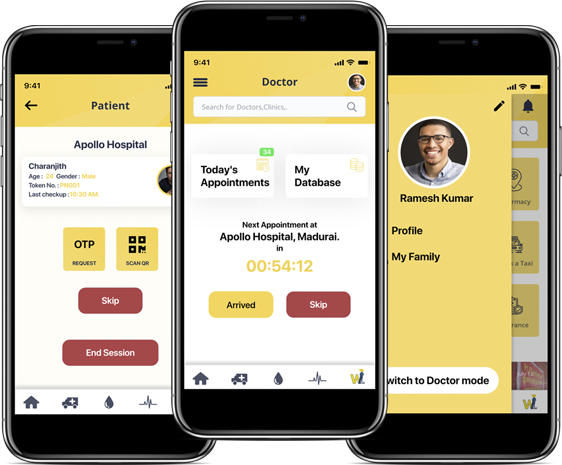 9:41
Patient
Apollo Hospital
Charanjith
Age : 24 Gender : Male
Token No. : PN001
Last checkup : 10:30 AM.
OTP
REQUEST
SCAN QR
Skip
End Session
9:41
Doctor
Search for Doctors,Clinics,.
34
Today's
Appointments
My
Database
Next Appointment at
Apollo Hospital, Madurai.
in
00:54:12
Arrived
Skip
Ramesh Kumar
Profile
My Family
witch to Doctor mode
rmacy
a Taxi
rance